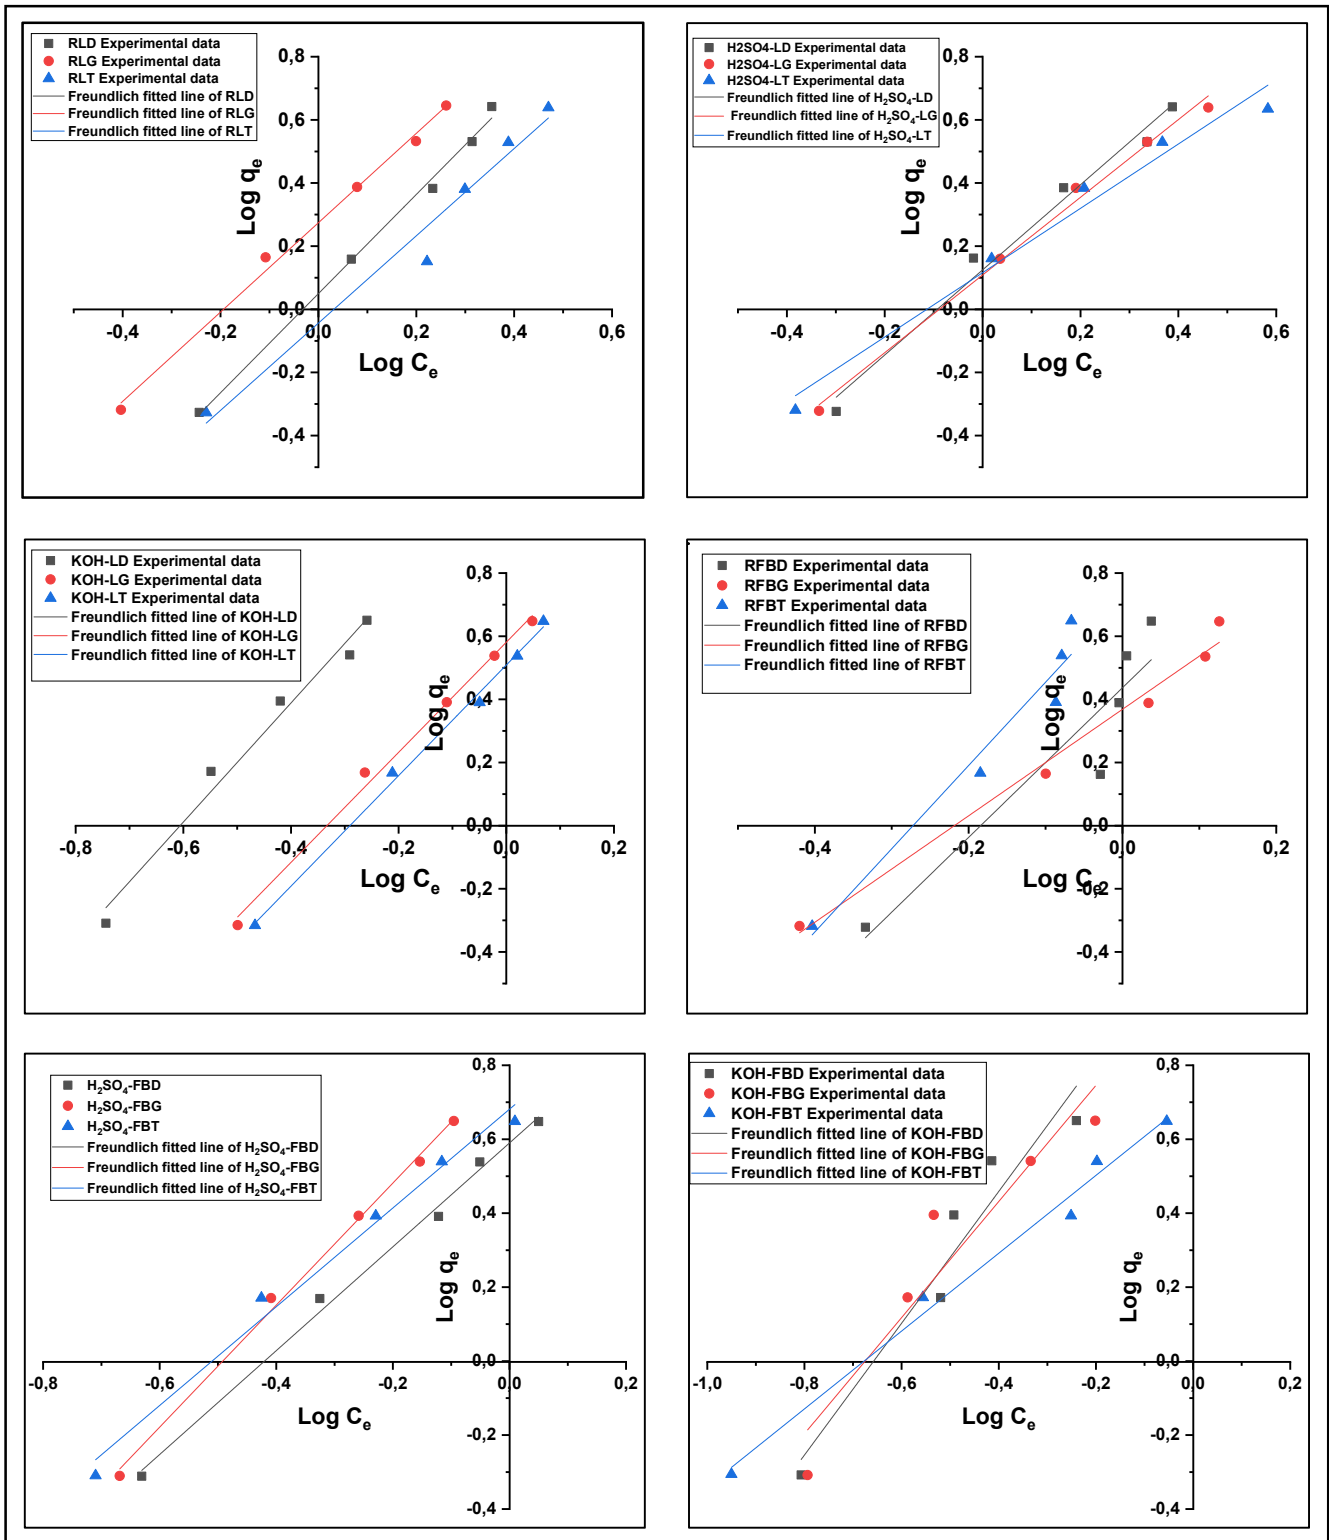 RLD Experimental data
RLG Experimental data
RLT Experimental data
Freundlich fitted line of RLD
Freundlich fitted line of RLG
Freundlich fitted line of RLT
0,8
0,6
0,4
0,2
0,0
-0,2
-0,4
-0,4
-0,2
0,0
0,2
0,4
0,6
Log qe
Log Ce
H2SO4-LD Experimental data
H2SO4-LG Experimental data
H2SO4-LT Experimental data
Freundlich fitted line of H2SO4-LD
Freundlich fitted line of H2SO4-LG
Freundlich fitted line of H2SO4-LT
0,8
0,6
0,4
0,2
0,0
-0,2
-0,4
-0,4
-0,2
0,0
0,2
0,4
0,6
Log qe
Log Ce
KOH-LD Experimental data
KOH-LG Experimental data
KOH-LT Experimental data
Freundlich fitted line of KOH-LD
Freundlich fitted line of KOH-LG
Freundlich fitted line of KOH-LT
0,8
0,6
0,4
0,2
0,0
-0,2
-0,4
-0,8
-0,6
-0,4
-0,2
0,0
0,2
Log qe
Log Ce
RFBD Experimental data
RFBG Experimental data
RFBT Experimental data
Freundlich fitted line of RFBD
Freundlich fitted line of RFBG
Freundlich fitted line of RFBT
0,8
0,6
0,4
0,2
0,0
-0,2
-0,4
-0,4
-0,2
0,0
0,2
Log qe
Log Ce
H2SO4-FBD
H2SO4-FBG
H2SO4-FBT
Freundlich fitted line of H2SO4-FBD
Freundlich fitted line of H2SO4-FBG
Freundlich fitted line of H2SO4-FBT
0,8
0,6
0,4
0,2
0,0
-0,2
-0,4
-0,8
-0,6
-0,4
-0,2
0,0
0,2
Log qe
Log Ce
KOH-FBD Experimental data
KOH-FBG Experimental data
KOH-FBT Experimental data
Freundlich fitted line of KOH-FBD
Freundlich fitted line of KOH-FBG
Freundlich fitted line of KOH-FBT
0,8
0,6
0,4
0,2
0,0
-0,2
-0,4
-1,0
-0,8
-0,6
-0,4
-0,2
0,0
0,2
Log qe
Log Ce